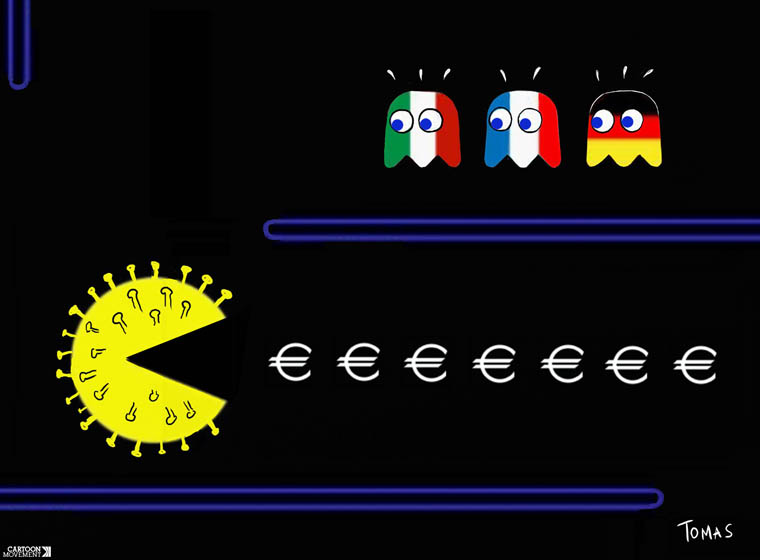 € € € € € € €
TOMAS
CARTOON
MOVEMENT